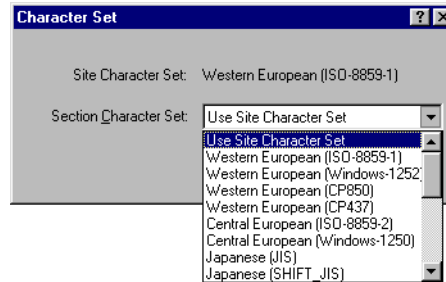 Character Set
Site Character Set: Western European (ISO-8859-1)
Section Character Set: Use Site Character Set
Use Site Character Set
Western European (ISO-8859-1)
Western European (Windows-1252)
Western European (CP850)
Western European (CP437)
Central European (ISO-8859-2)
Central European (Windows-1250)
Japanese (JIS)
Japanese (SHIFT_JIS)